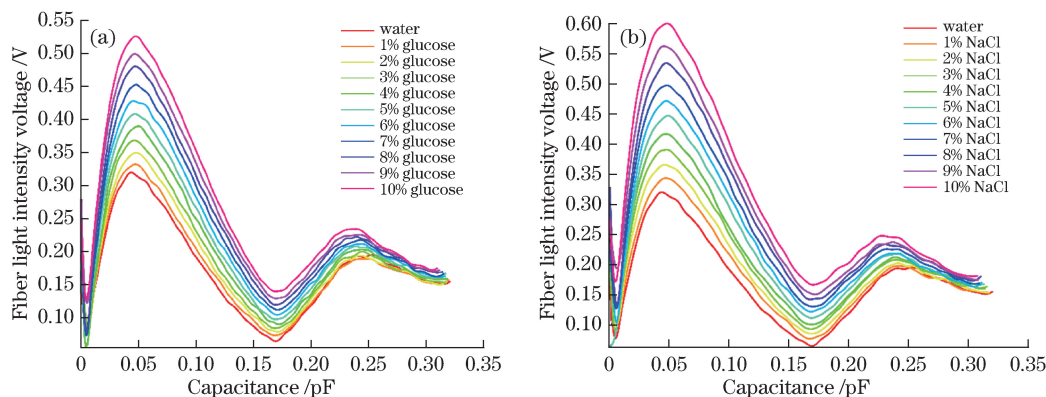 (a)
Fiber light intensity voltage /V
0.55
0.50
0.45
0.40
0.35
0.30
0.25
0.20
0.15
0.10
0
0.05
0.10
0.15
0.20
0.25
0.30
0.35
Capacitance /pF
water
1% glucose
2% glucose
3% glucose
4% glucose
5% glucose
6% glucose
7% glucose
8% glucose
9% glucose
10% glucose
(b)
Fiber light intensity voltage /V
0.60
0.55
0.50
0.45
0.40
0.35
0.30
0.25
0.20
0.15
0.10
0
0.05
0.10
0.15
0.20
0.25
0.30
0.35
Capacitance /pF
water
1% NaCl
2% NaCl
3% NaCl
4% NaCl
5% NaCl
6% NaCl
7% NaCl
8% NaCl
9% NaCl
10% NaCl